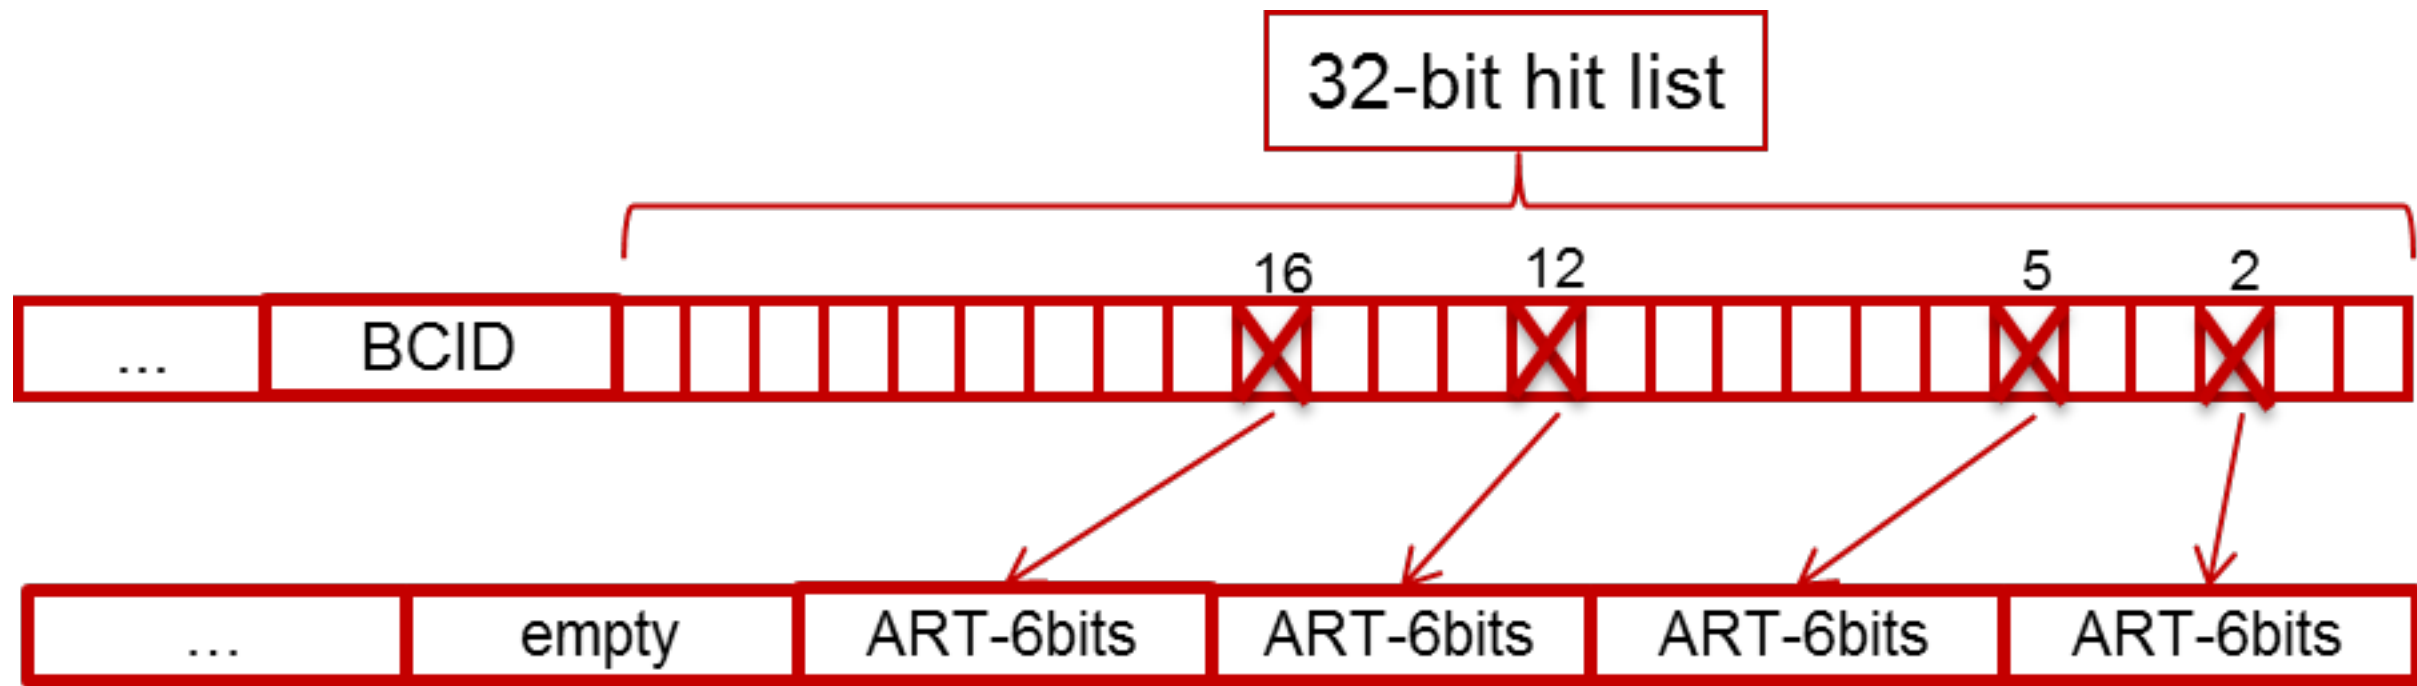 32-bit hit list
16 12 5 2
... BCID
... empty ART-6bits ART-6bits ART-6bits ART-6bits